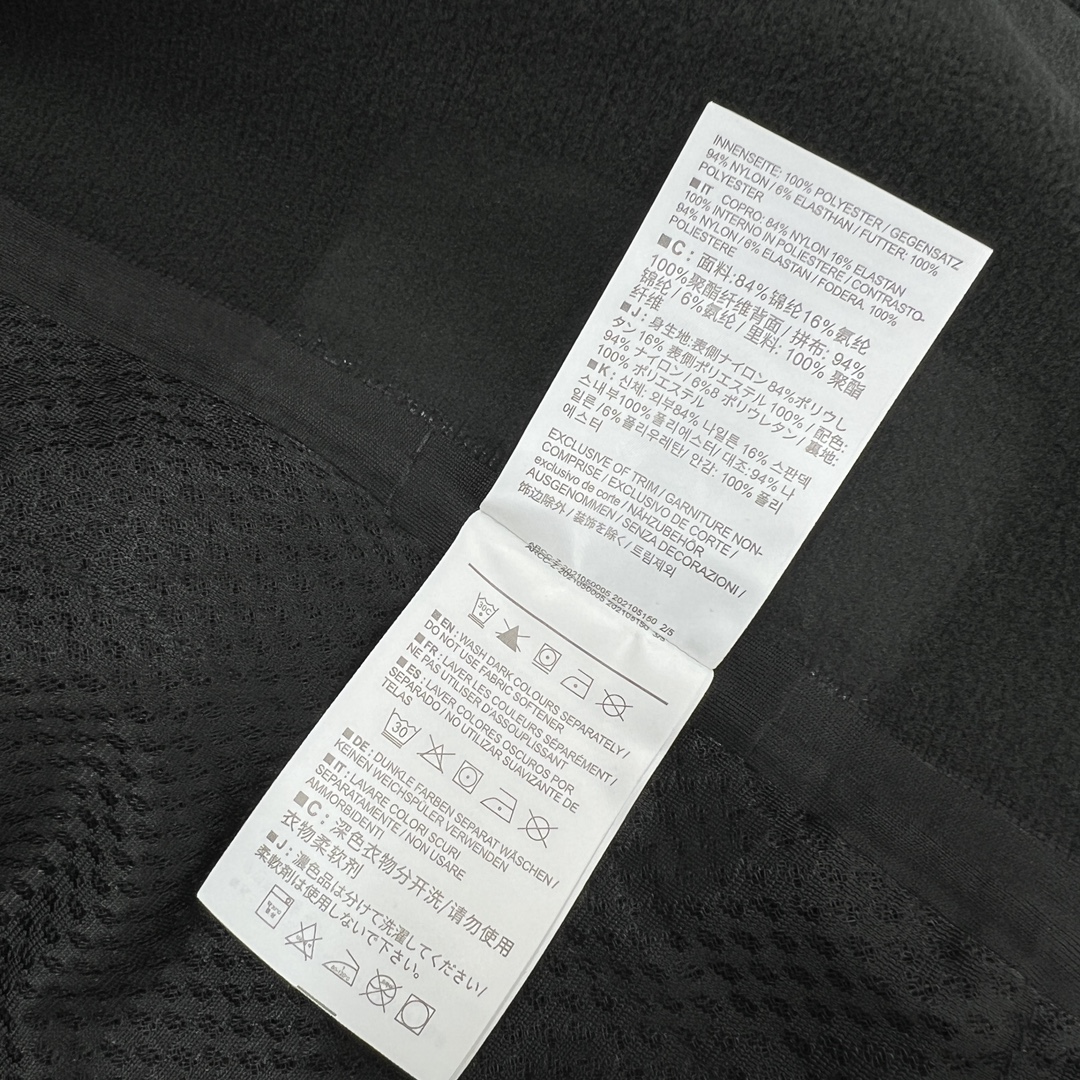 INNENSEITE: 100% POLYESTER / GEGENSATZ
94% NYLON / 6% ELASTHAN / FUTTER: 100%
POLYESTER
■IT COPRO: 84% NYLON 16% ELASTAN
100% INTERNO IN POLIESTERE / CONTRASTO-
94% NYLON / 6% ELASTAN / FODERA. 100%
POLIESTERE
■C：面料:84%锦纶16%氨纶
100%聚酯纤维背面 / 拼布: 94%
锦纶 / 6%氨纶 / 里料: 100% 聚酯
纤维
■J：身生地:表側ナイロン84%ポリウレ
タン16% 表側ポリエステル 100% / 配色:
94% ナイロン / 6%8 ポリウレタン / 裏地:
100% ポリエステル
■K: 신체: 외부84% 나일론 16% 스판덱
스내부100% 폴리에스터/ 대조:94% 나
일론 /6% 폴리우레탄/ 안감: 100% 폴리
에스터
EXCLUSIVE OF TRIM / GARNITURE NON-
COMPRISE / EXCLUSIVO DE CORTE /
exclusivo de corte / NÄHZUBEHÖR
AUSGENOMMEN / SENZA DECORAZIONI /
饰边除外 / 装飾を除く/ 트림제외
202105160 2/5
30C
■EN : WASH DARK COLOURS SEPARATELY /
DO NOT USE FABRIC SOFTENER
■FR : LAVER LES COULEURS SÉPARÉMENT /
NE PAS UTILISER D'ASSOUPLISSANT
■ES : LAVER COLORES OSCUROS POR
SEPARADO / NO UTILIZAR SUAVIZANTE DE
TELAS
30
■DE : DUNKLE FARBEN SEPARAT WÄSCHEN /
KEINEN WEICHSPÜLER VERWENDEN
■IT : LAVARE COLORI SCURI
SEPARATAMENTE / NON USARE
AMMORBIDENTI
■C：深色衣物分开洗/请勿使用
衣物柔软剂
■J：濃色品は分けて洗濯してください/
柔軟剤は使用しないで下さい。